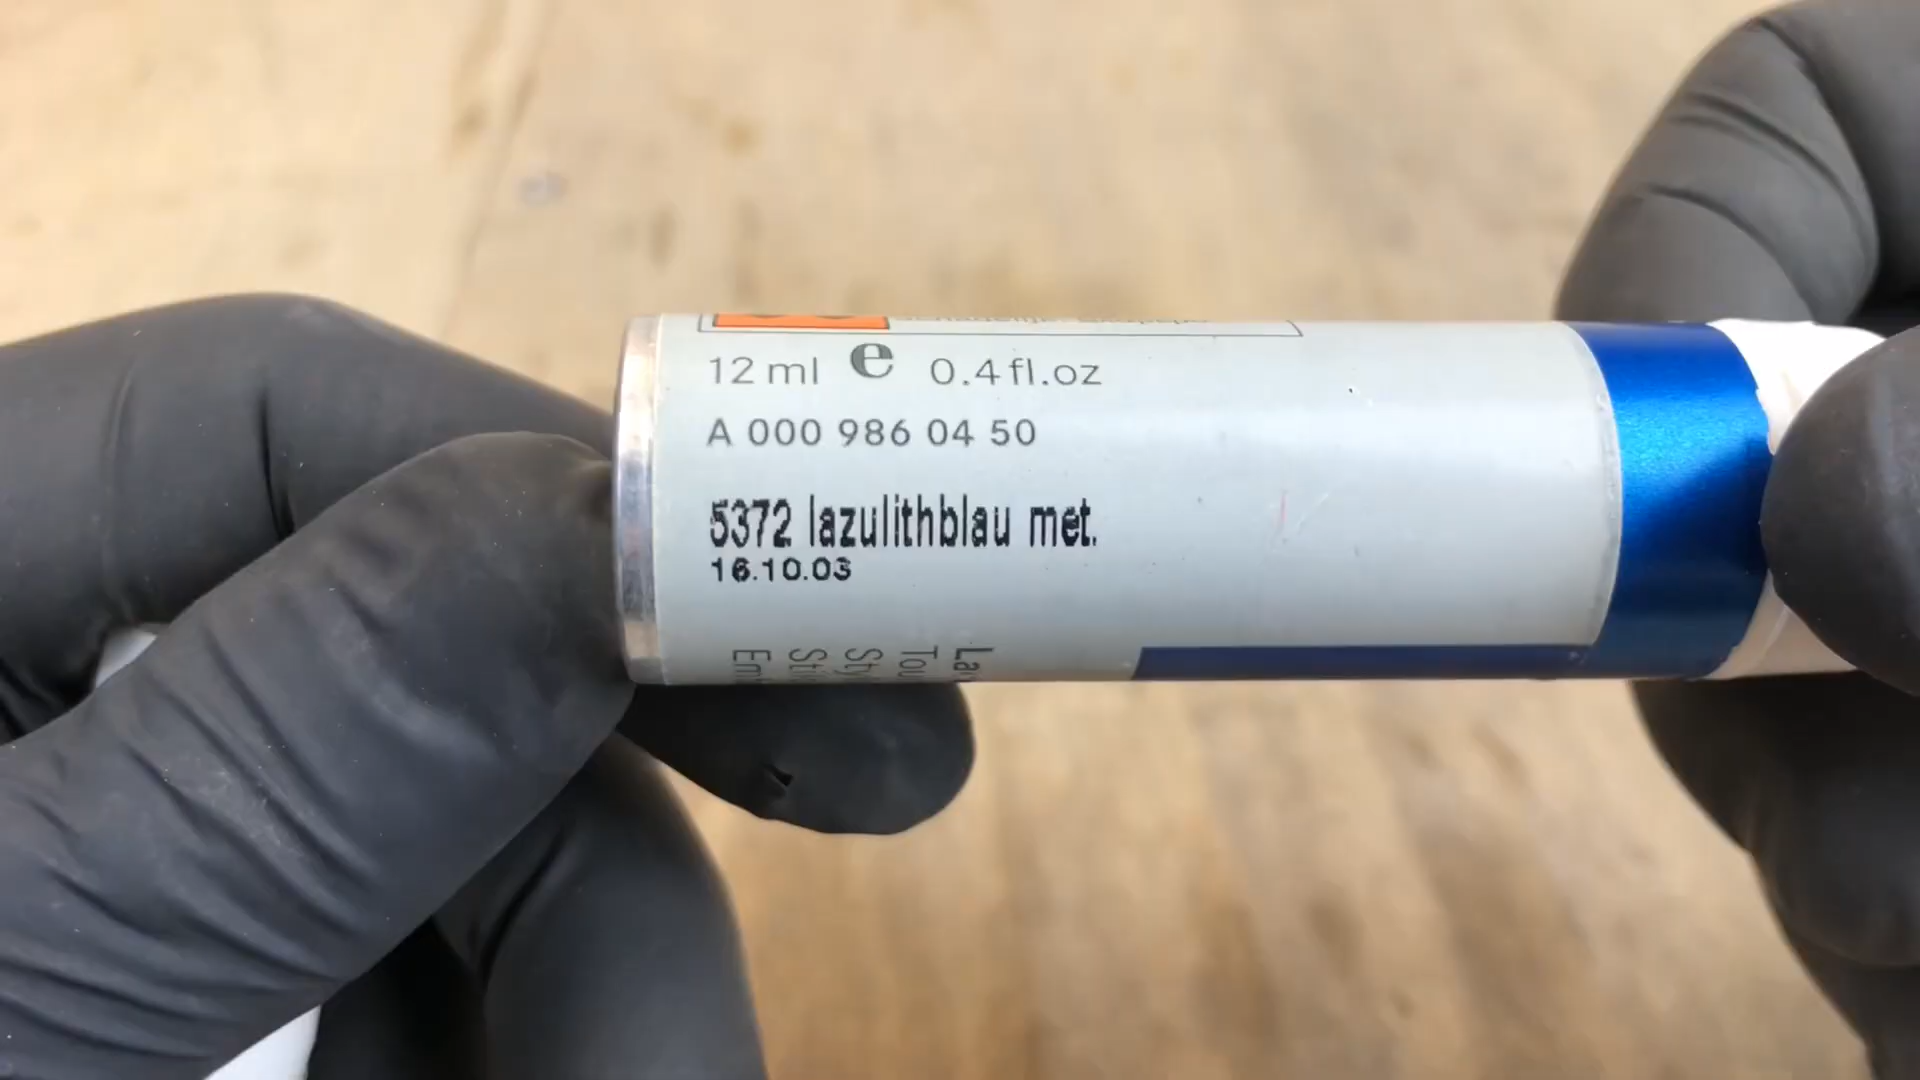 12 ml e 0.4 fl.oz
A 000 986 04 50
5372 lazulithblau met.
16.10.03